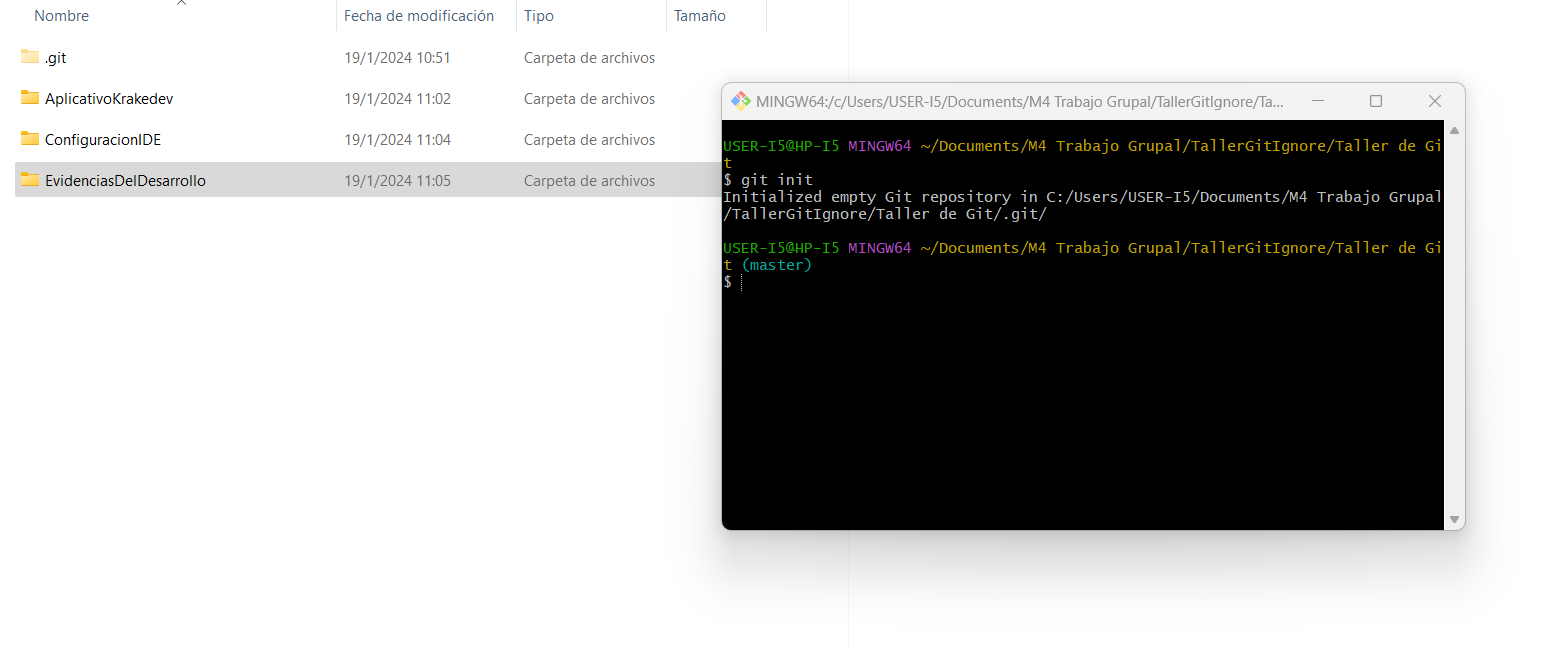 Nombre Fecha de modificación Tipo Tamaño
.git 19/1/2024 10:51 Carpeta de archivos
AplicativoKrakedev 19/1/2024 11:02 Carpeta de archivos
ConfiguracionIDE 19/1/2024 11:04 Carpeta de archivos
EvidenciasDelDesarrollo 19/1/2024 11:05 Carpeta de archivos
MINGW64:/c/Users/USER-I5/Documents/M4 Trabajo Grupal/TallerGitIgnore/Ta...
USER-I5@HP-I5 MINGW64 ~/Documents/M4 Trabajo Grupal/TallerGitIgnore/Taller de Gi
t
$ git init
Initialized empty Git repository in C:/Users/USER-I5/Documents/M4 Trabajo Grupal
/TallerGitIgnore/Taller de Git/.git/
USER-I5@HP-I5 MINGW64 ~/Documents/M4 Trabajo Grupal/TallerGitIgnore/Taller de Gi
t (master)
$